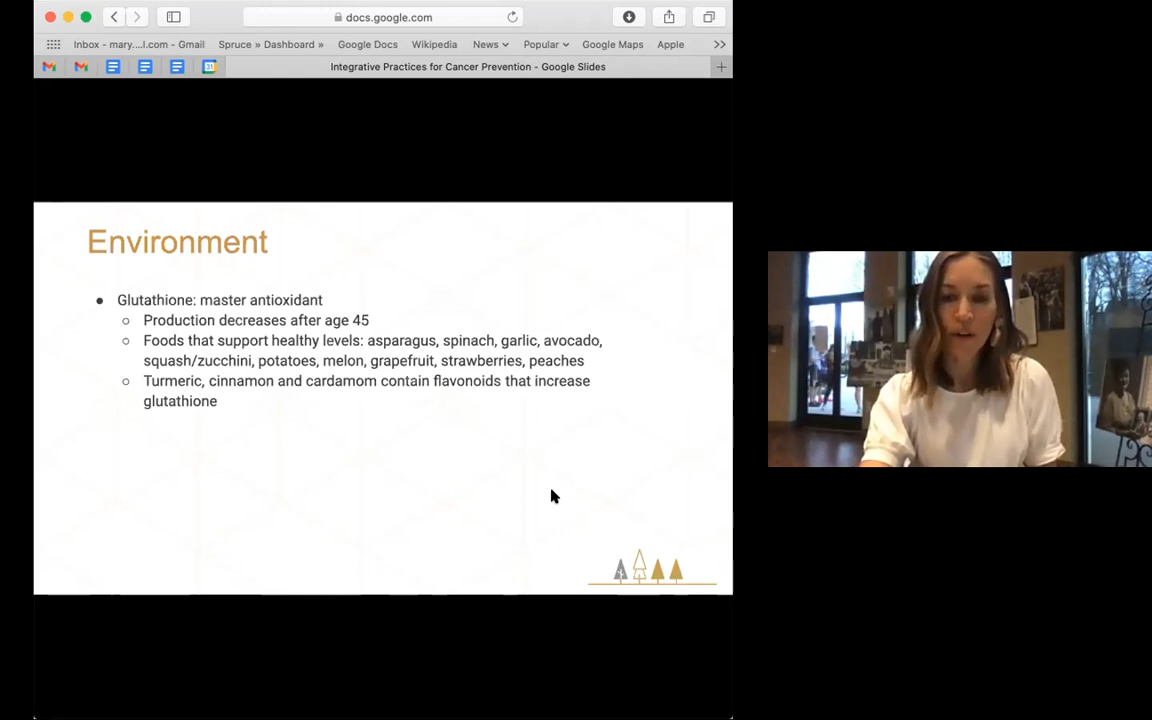 docs.google.com
Inbox - mary....l.com - Gmail Spruce » Dashboard » Google Docs Wikipedia News Popular Google Maps Apple
31 Integrative Practices for Cancer Prevention - Google Slides
Environment
● Glutathione: master antioxidant
○ Production decreases after age 45
○ Foods that support healthy levels: asparagus, spinach, garlic, avocado,
squash/zucchini, potatoes, melon, grapefruit, strawberries, peaches
○ Turmeric, cinnamon and cardamom contain flavonoids that increase
glutathione